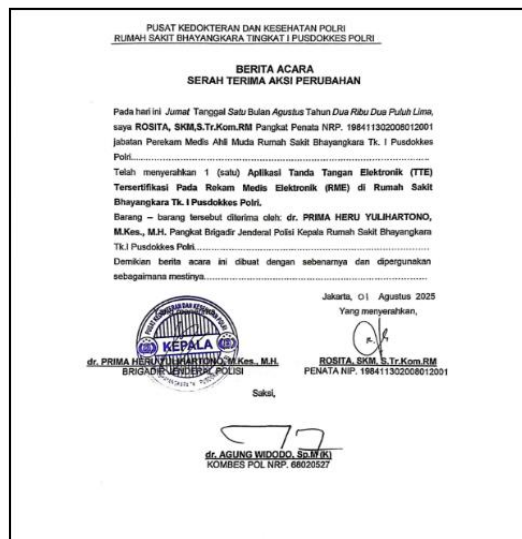 PUSAT KEDOKTERAN DAN KESEHATAN POLRI
RUMAH SAKIT BHAYANGKARA TINGKAT I PUSDOKKES POLRI
BERITA ACARA
SERAH TERIMA AKSI PERUBAHAN
Pada hari ini Jumat Tanggal Satu Bulan Agustus Tahun Dua Ribu Dua Puluh Lima,
saya ROSITA, SKM,S.Tr.Kom.RM Pangkat Penata NRP. 198411302008012001
jabatan Perekam Medis Ahli Muda Rumah Sakit Bhayangkara Tk. I Pusdokkes
Polri
Telah menyerahkan 1 (satu) Aplikasi Tanda Tangan Elektronik (TTE)
Tersertifikasi Pada Rekam Medis Elektronik (RME) di Rumah Sakit
Bhayangkara Tk. I Pusdokkes Polri.
Barang – barang tersebut diterima oleh: dr. PRIMA HERU YULIHARTONO,
M.Kes., M.H. Pangkat Brigadir Jenderal Polisi Kepala Rumah Sakit Bhayangkara
Tk.I Pusdokkes Polri
Demikian berita acara ini dibuat dengan sebenarnya dan dipergunakan
sebagaimana mestinya
Jakarta, 01 Agustus 2025
Yang menyerahkan,
KEPALA
dr. PRIMA HERU YULIHARTONO, M.Kes., M.H.
BRIGADIR JENDERAL POLISI
ROSITA, SKM, S.Tr.Kom.RM
PENATA NIP. 198411302008012001
Saksi,
dr. AGUNG WIDODO, Sp.M(K)
KOMBES POL NRP. 68020527